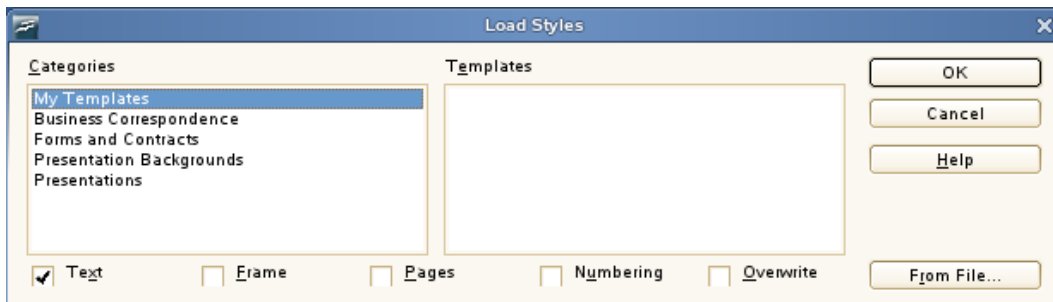 Load Styles
Categories
Templates
My Templates
Business Correspondence
Forms and Contracts
Presentation Backgrounds
Presentations
OK
Cancel
Help
Text Frame Pages Numbering Overwrite
From File...